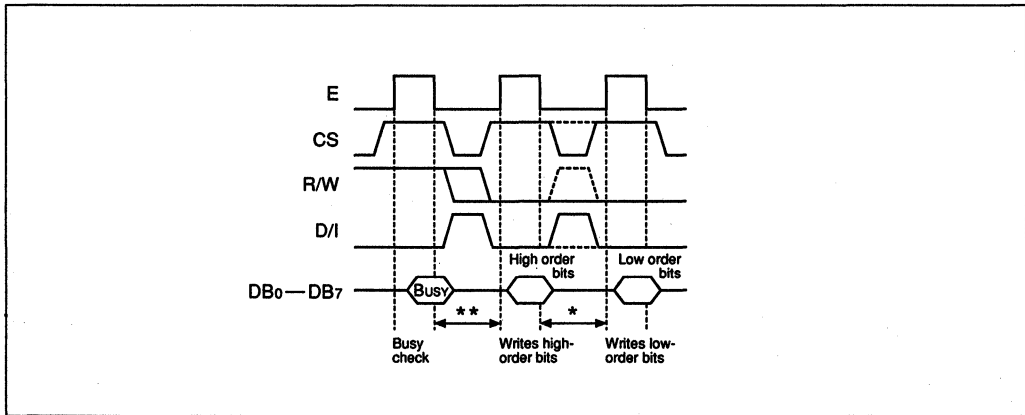 E
CS
R/W
D/I
High order
bits
Low order
bits
DB0—DB7
BUSY
**
*
Busy
check
Writes high-
order bits
Writes low-
order bits